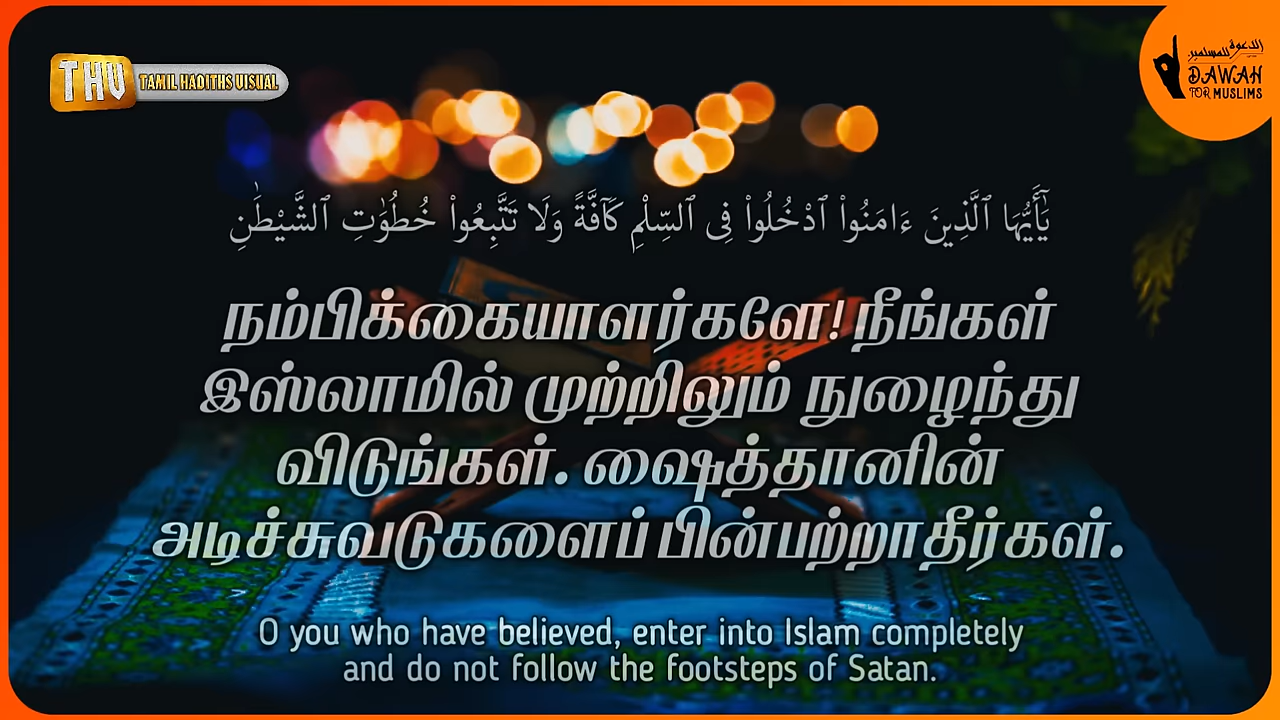 THV TAMIL HADITHS VISUAL
الدعوة للمسلمين
DAWAH
FOR MUSLIMS
يَٰٓأَيُّهَا ٱلَّذِينَ ءَامَنُوا۟ ٱدْخُلُوا۟ فِى ٱلسِّلْمِ كَآفَّةً وَلَا تَتَّبِعُوا۟ خُطُوَٰتِ ٱلشَّيْطَٰنِ
நம்பிக்கையாளர்களே! நீங்கள்
இஸ்லாமில் முற்றிலும் நுழைந்து
விடுங்கள். ஷைத்தானின்
அடிச்சுவடுகளைப் பின்பற்றாதீர்கள்.
O you who have believed, enter into Islam completely
and do not follow the footsteps of Satan.